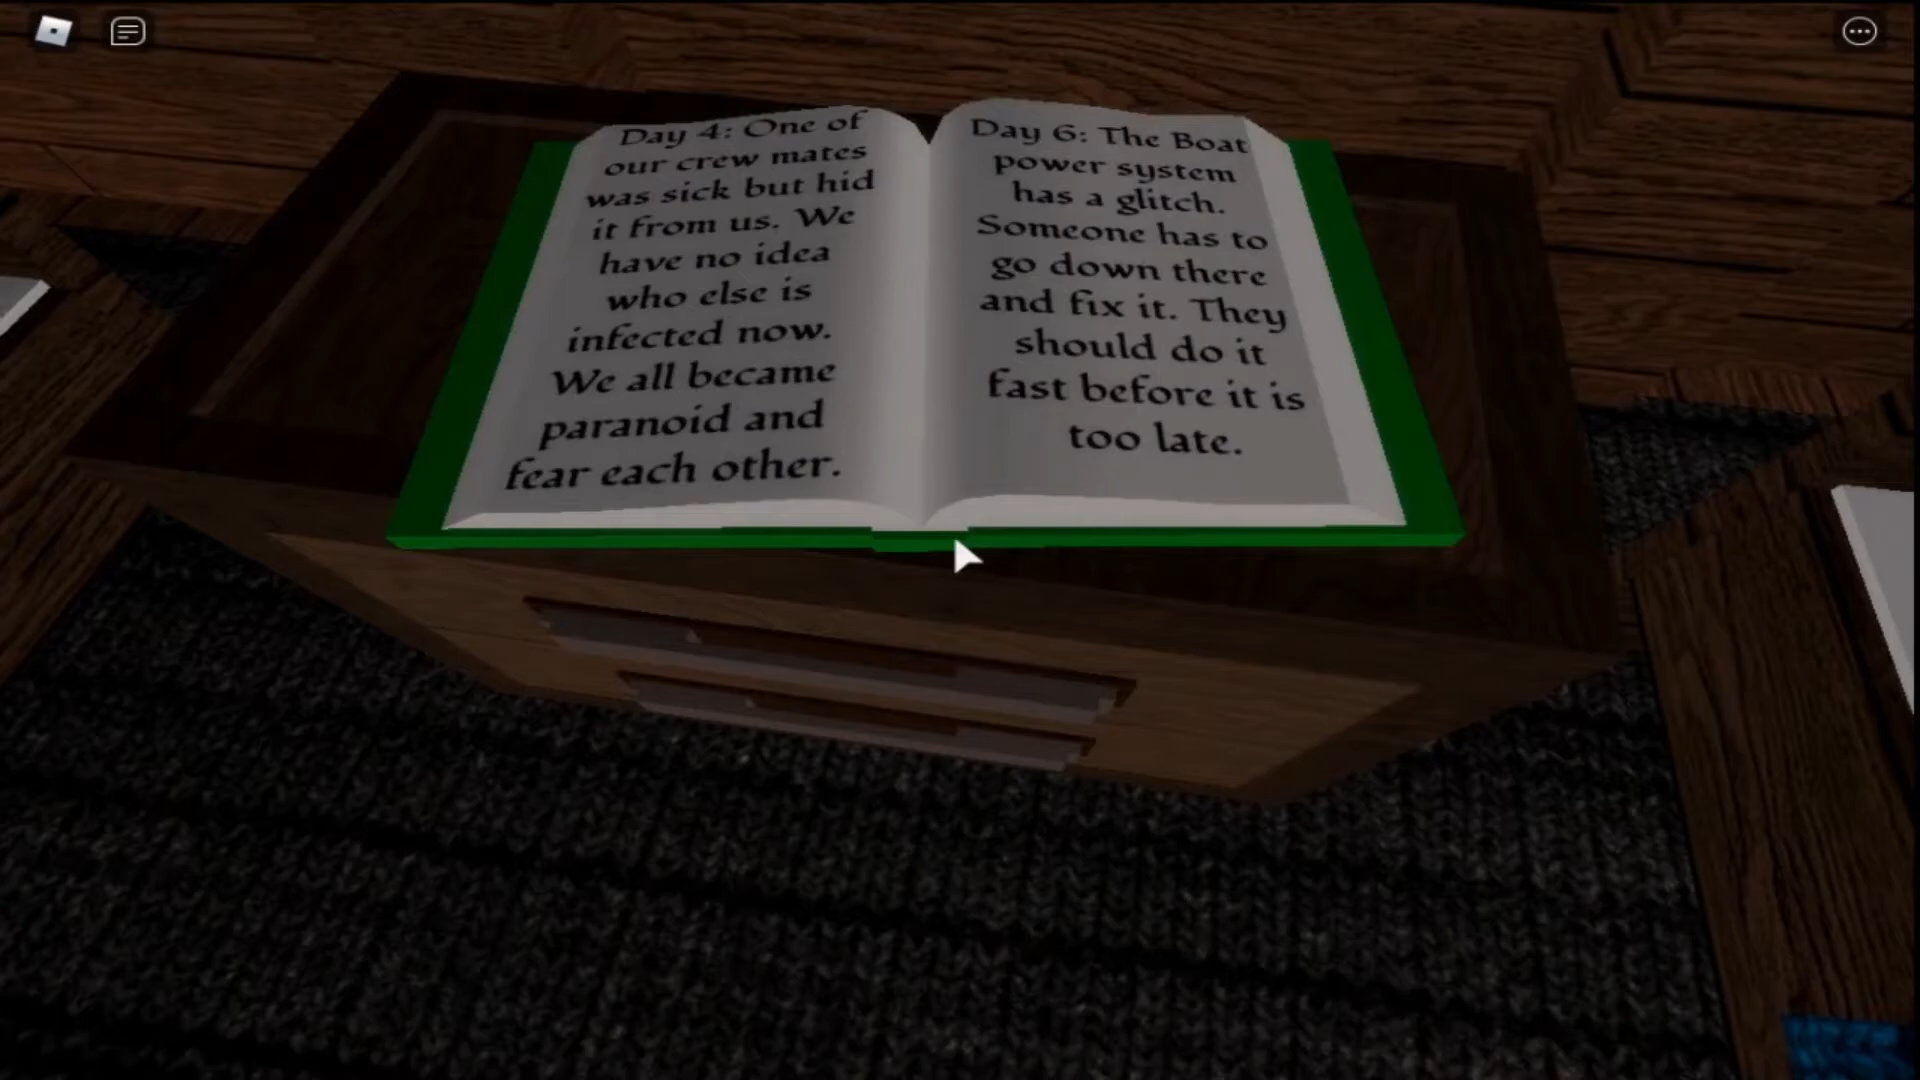 Day 4: One of
our crew mates
was sick but hid
it from us. We
have no idea
who else is
infected now.
We all became
paranoid and
fear each other.
Day 6: The Boat
power system
has a glitch.
Someone has to
go down there
and fix it. They
should do it
fast before it is
too late.